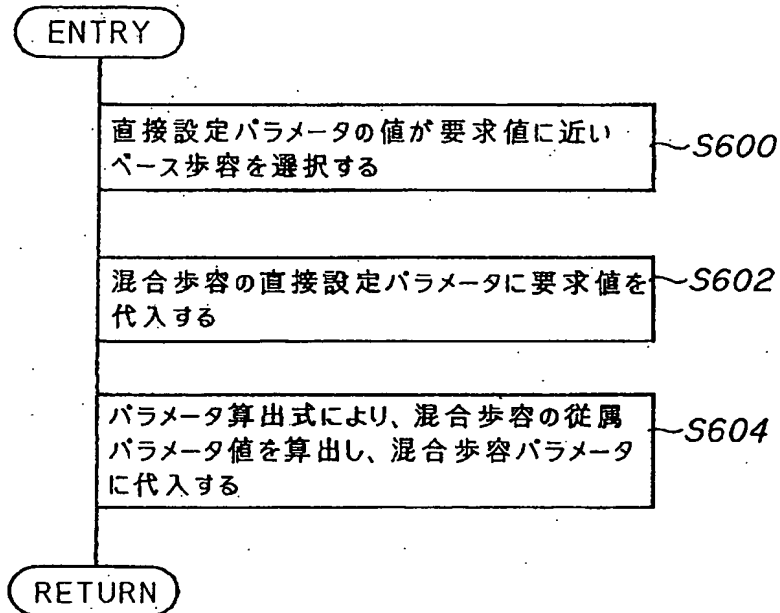 ENTRY
直接設定パラメータの値が要求値に近い
ベース歩容を選択する
S600
混合歩容の直接設定パラメータに要求値を
代入する
S602
パラメータ算出式により、混合歩容の従属
パラメータ値を算出し、混合歩容パラメータ
に代入する
S604
RETURN